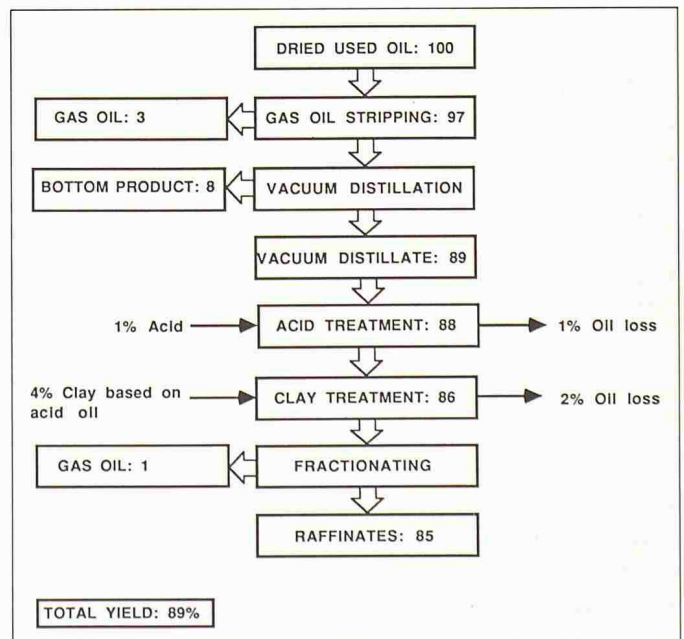 DRIED USED OIL: 100
GAS OIL: 3
GAS OIL STRIPPING: 97
BOTTOM PRODUCT: 8
VACUUM DISTILLATION
VACUUM DISTILLATE: 89
1% Acid
ACID TREATMENT: 88
1% Oil loss
4% Clay based on
acid oil
CLAY TREATMENT: 86
2% Oil loss
GAS OIL: 1
FRACTIONATING
RAFFINATES: 85
TOTAL YIELD: 89%